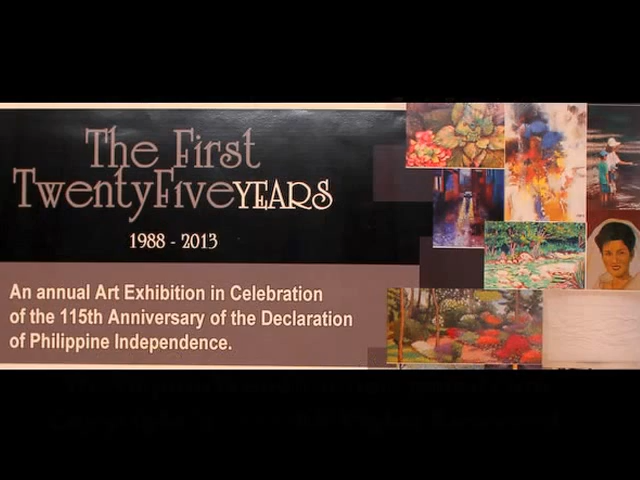 The First
TwentyFiveYEARS
1988 - 2013
An annual Art Exhibition in Celebration
of the 115th Anniversary of the Declaration
of Philippine Independence.